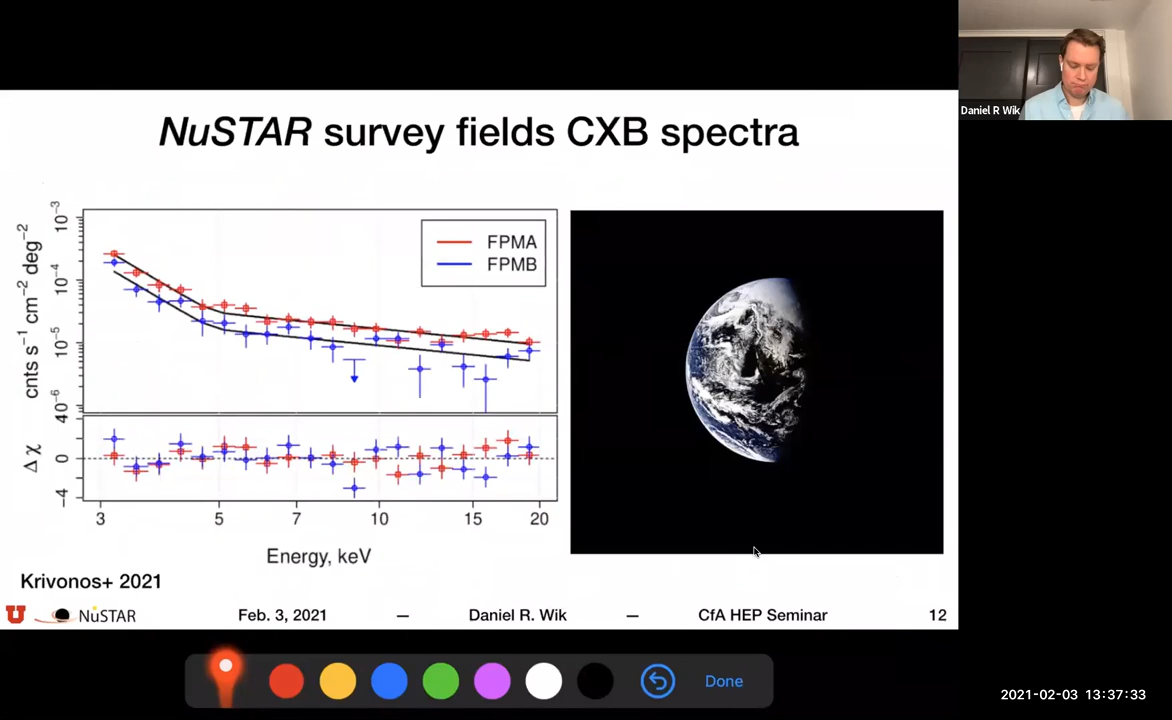 NuSTAR survey fields CXB spectra
Daniel R Wik
cnts s⁻¹ cm⁻² deg⁻²
10⁻³
10⁻⁴
10⁻⁵
10⁻⁶
FPMA
FPMB
Δ χ
4
0
−4
3 5 7 10 15 20
Energy, keV
Krivonos+ 2021
U NuSTAR Feb. 3, 2021 — Daniel R. Wik — CfA HEP Seminar 12
Done
2021-02-03 13:37:33